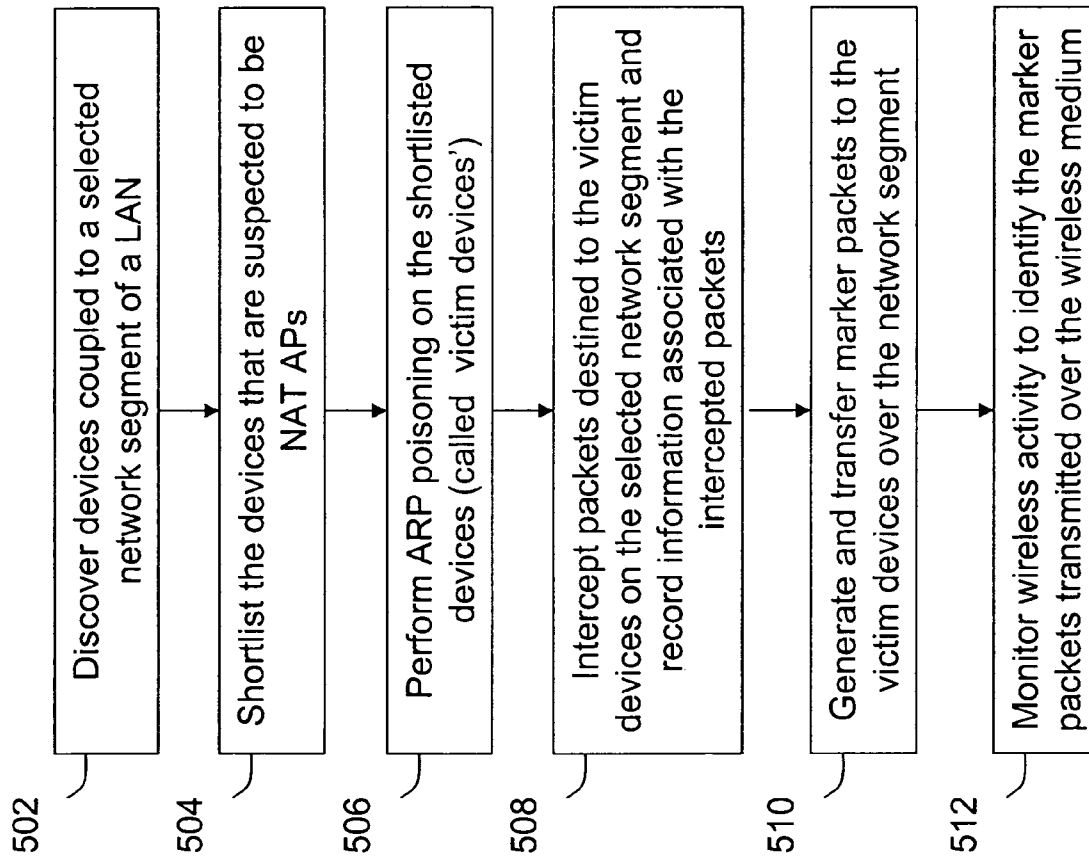 502
Discover devices coupled to a selected
network segment of a LAN
504
Shortlist the devices that are suspected to be
NAT APs
506
Perform ARP poisoning on the shortlisted
devices (called victim devices’)
508
Intercept packets destined to the victim
devices on the selected network segment and
record information associated with the
intercepted packets
510
Generate and transfer marker packets to the
victim devices over the network segment
512
Monitor wireless activity to identify the marker
packets transmitted over the wireless medium